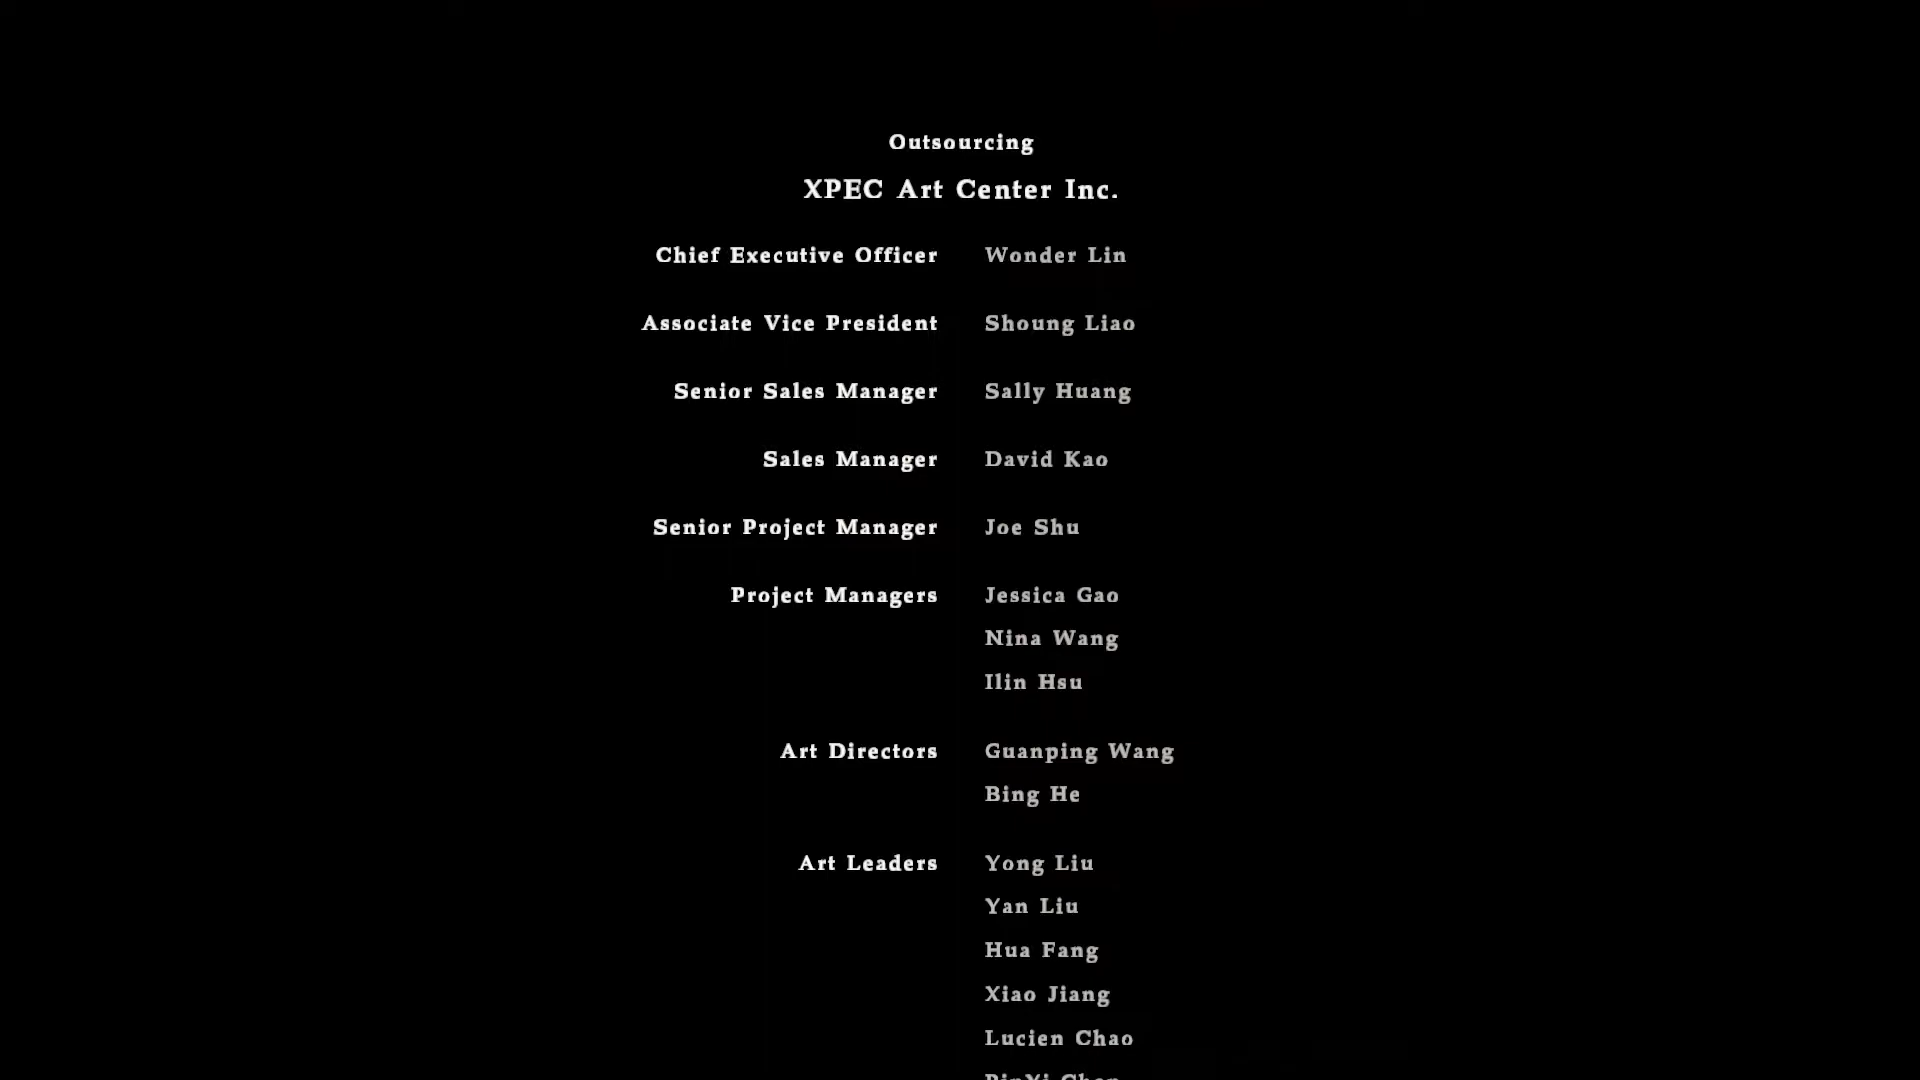 Outsourcing
XPEC Art Center Inc.
Chief Executive Officer Wonder Lin
Associate Vice President Shoung Liao
Senior Sales Manager Sally Huang
Sales Manager David Kao
Senior Project Manager Joe Shu
Project Managers Jessica Gao
Nina Wang
Ilin Hsu
Art Directors Guanping Wang
Bing He
Art Leaders Yong Liu
Yan Liu
Hua Fang
Xiao Jiang
Lucien Chao